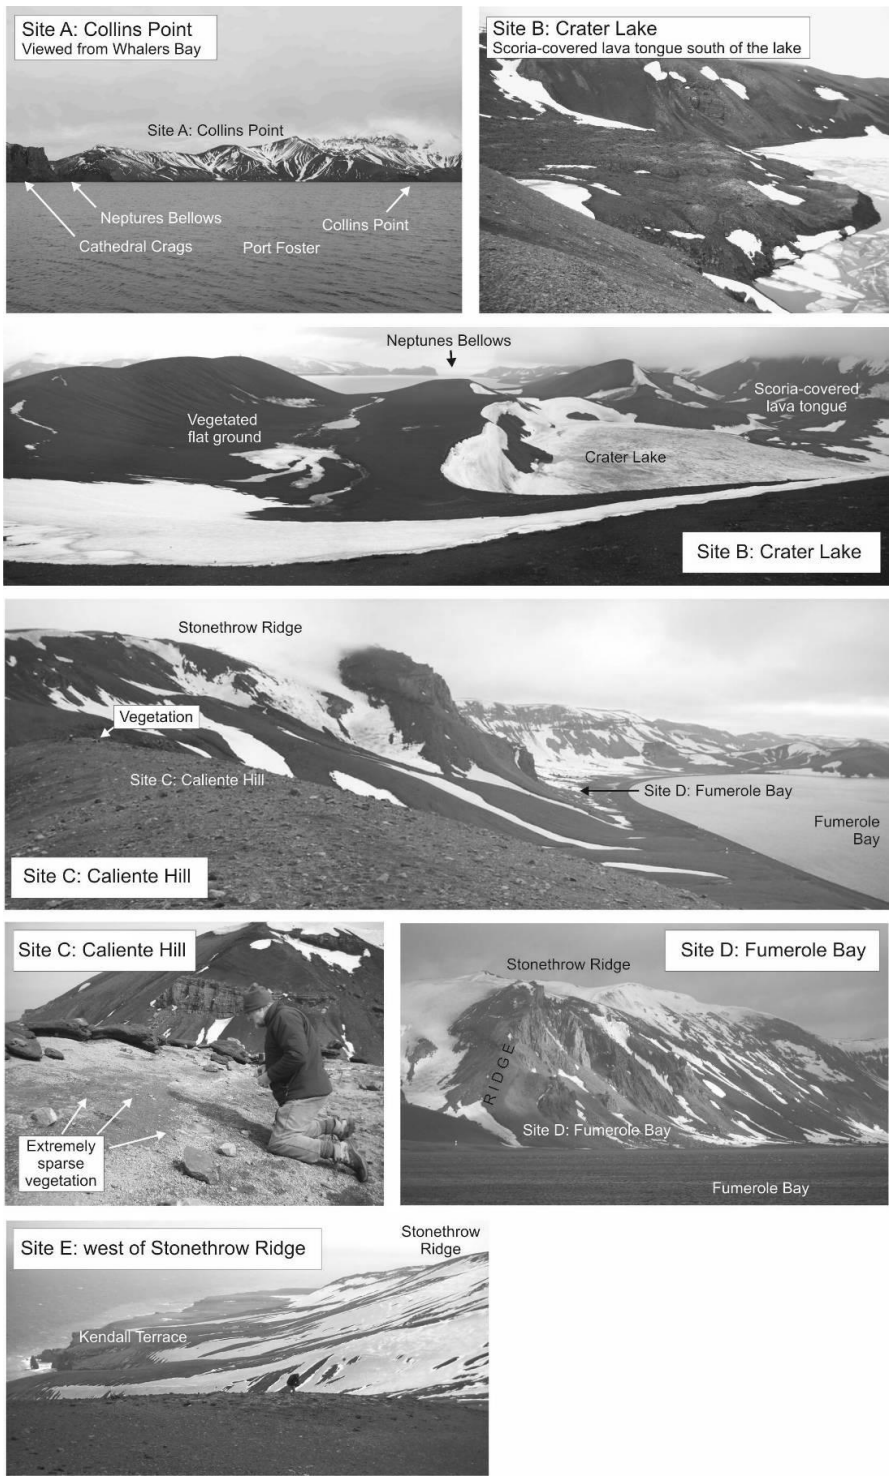 Site A: Collins Point
Viewed from Whalers Bay
Site A: Collins Point
Neptures Bellows
Collins Point
Cathedral Crags
Port Foster
Site B: Crater Lake
Scoria-covered lava tongue south of the lake
Neptunes Bellows
Scoria-covered
lava tongue
Vegetated
flat ground
Crater Lake
Site B: Crater Lake
Stonethrow Ridge
Vegetation
Site C: Caliente Hill
Site D: Fumerole Bay
Fumerole
Bay
Site C: Caliente Hill
Site C: Caliente Hill
Extremely
sparse
vegetation
Site D: Fumerole Bay
Stonethrow Ridge
RIDGE
Site D: Fumerole Bay
Fumerole Bay
Site E: west of Stonethrow Ridge
Stonethrow
Ridge
Kendall Terrace